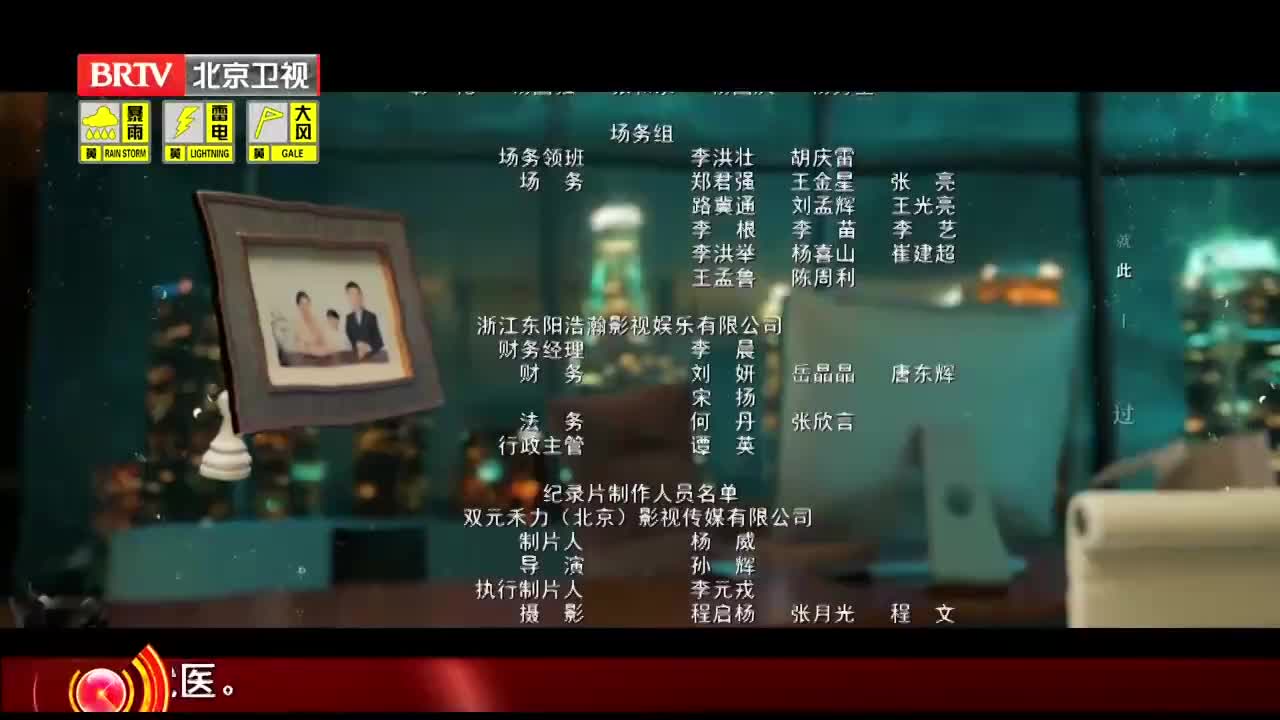 BRTV 北京卫视
暴雨 雷电 大风
黄 RAIN STORM 黄 LIGHTNING 黄 GALE
场务组
场务领班 李洪壮 胡庆雷
场 务 郑君强 王金星 张 亮
路冀通 刘孟辉 王光亮
李 根 李 苗 李 艺
李洪举 杨喜山 崔建超
王孟鲁 陈周利
浙江东阳浩瀚影视娱乐有限公司
财务经理 李 晨
财 务 刘 妍 岳晶晶 唐东辉
宋 扬
法 务 何 丹 张欣言
行政主管 谭 英
纪录片制作人员名单
双元禾力（北京）影视传媒有限公司
制片人 杨 威
导 演 孙 辉
执行制片人 李元戎
摄 影 程启杨 张月光 程 文
就
此
过
医。